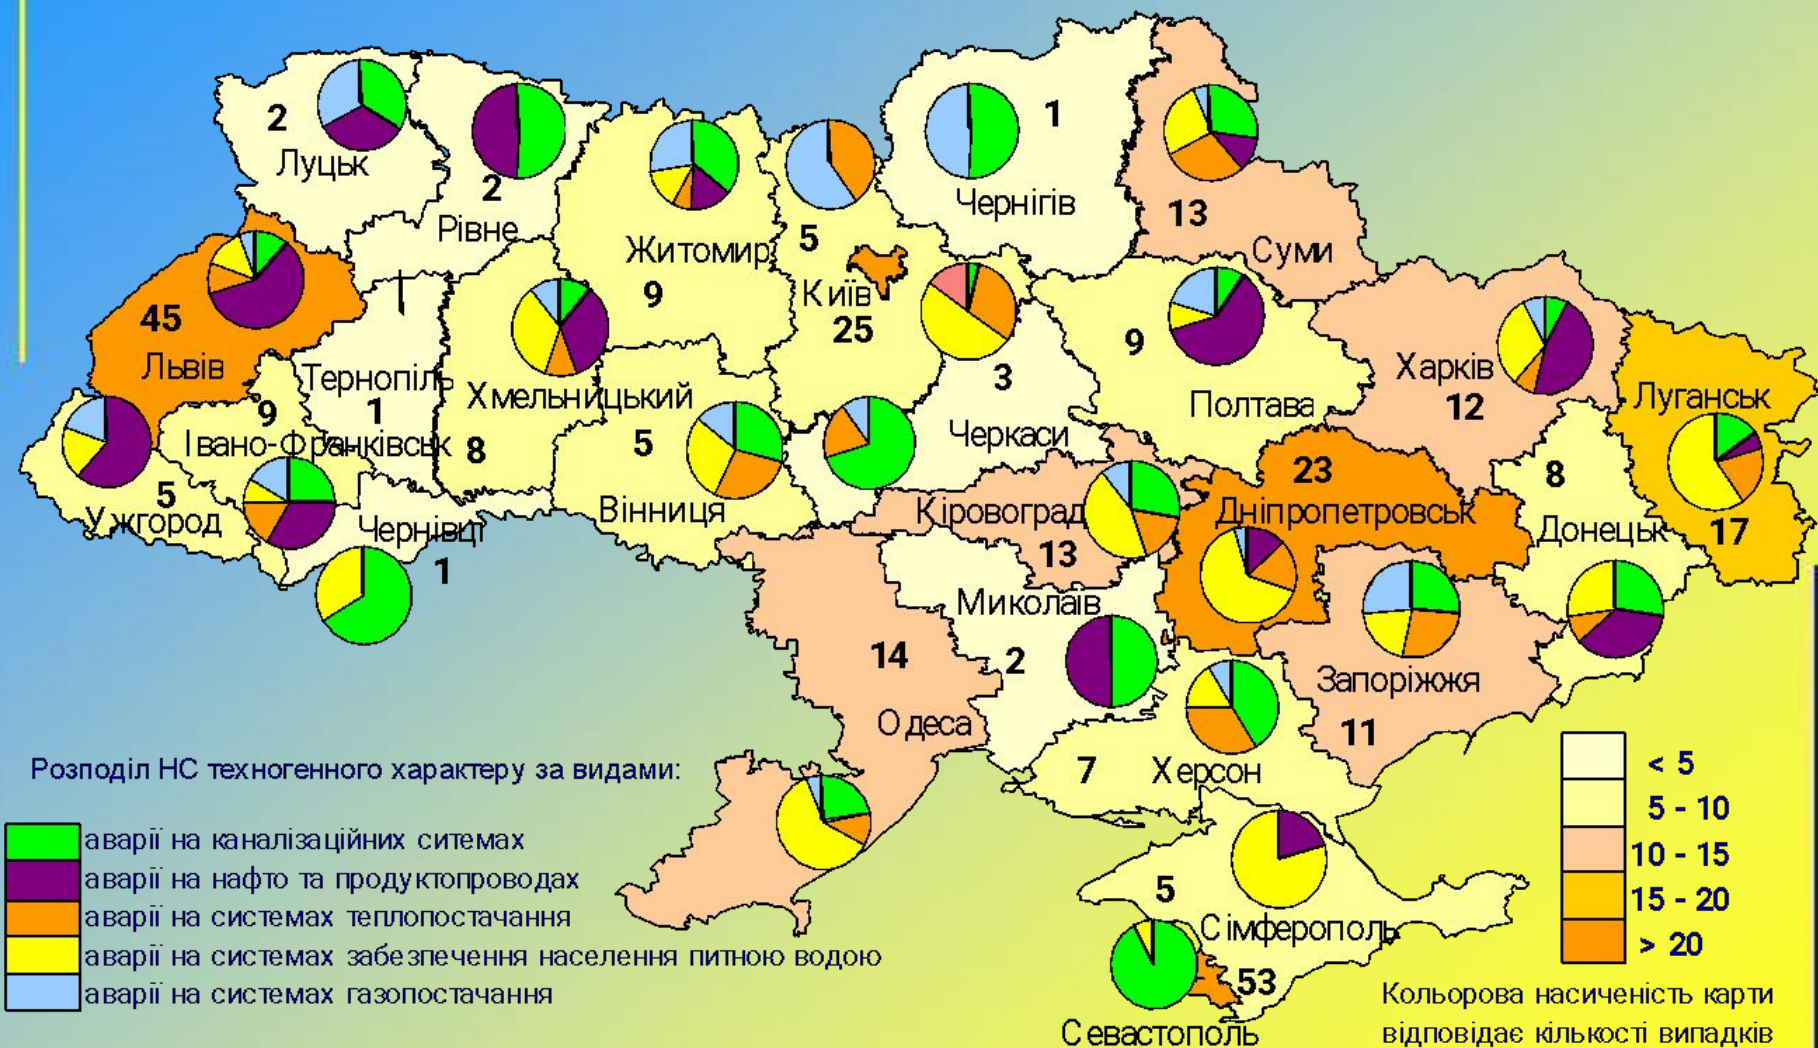 2
Луцьк
2
Рівне
Житомир
9
5
Київ
25
1
Чернігів
13
Суми
45
Львів
Тернопіль
1
9
Івано-Франківськ
Хмельницький
8
5
Вінниця
3
Черкаси
9
Полтава
Харків
12
Луганськ
17
5
Ужгород
Чернівці
1
Кіровоград
13
23
Дніпропетровськ
8
Донецьк
Миколаїв
2
14
Одеса
Запоріжжя
11
7
Херсон
5
Сімферополь
53
Севастополь
Розподіл НС техногенного характеру за видами:
аварії на каналізаційних ситемах
аварії на нафто та продуктопроводах
аварії на системах теплопостачання
аварії на системах забезпечення населення питною водою
аварії на системах газопостачання
< 5
5 - 10
10 - 15
15 - 20
> 20
Кольорова насиченість карти
відповідає кількості випадків